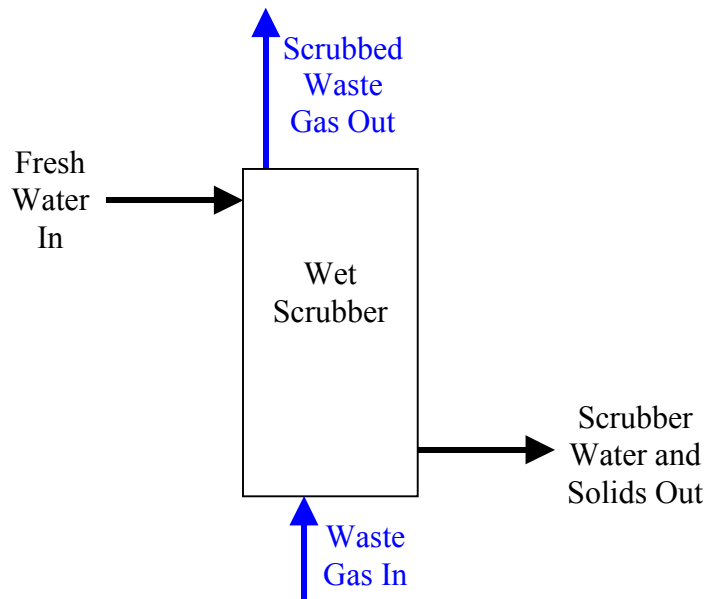 Scrubbed
Waste
Gas Out
Fresh
Water
In
Wet
Scrubber
Scrubber
Water and
Solids Out
Waste
Gas In